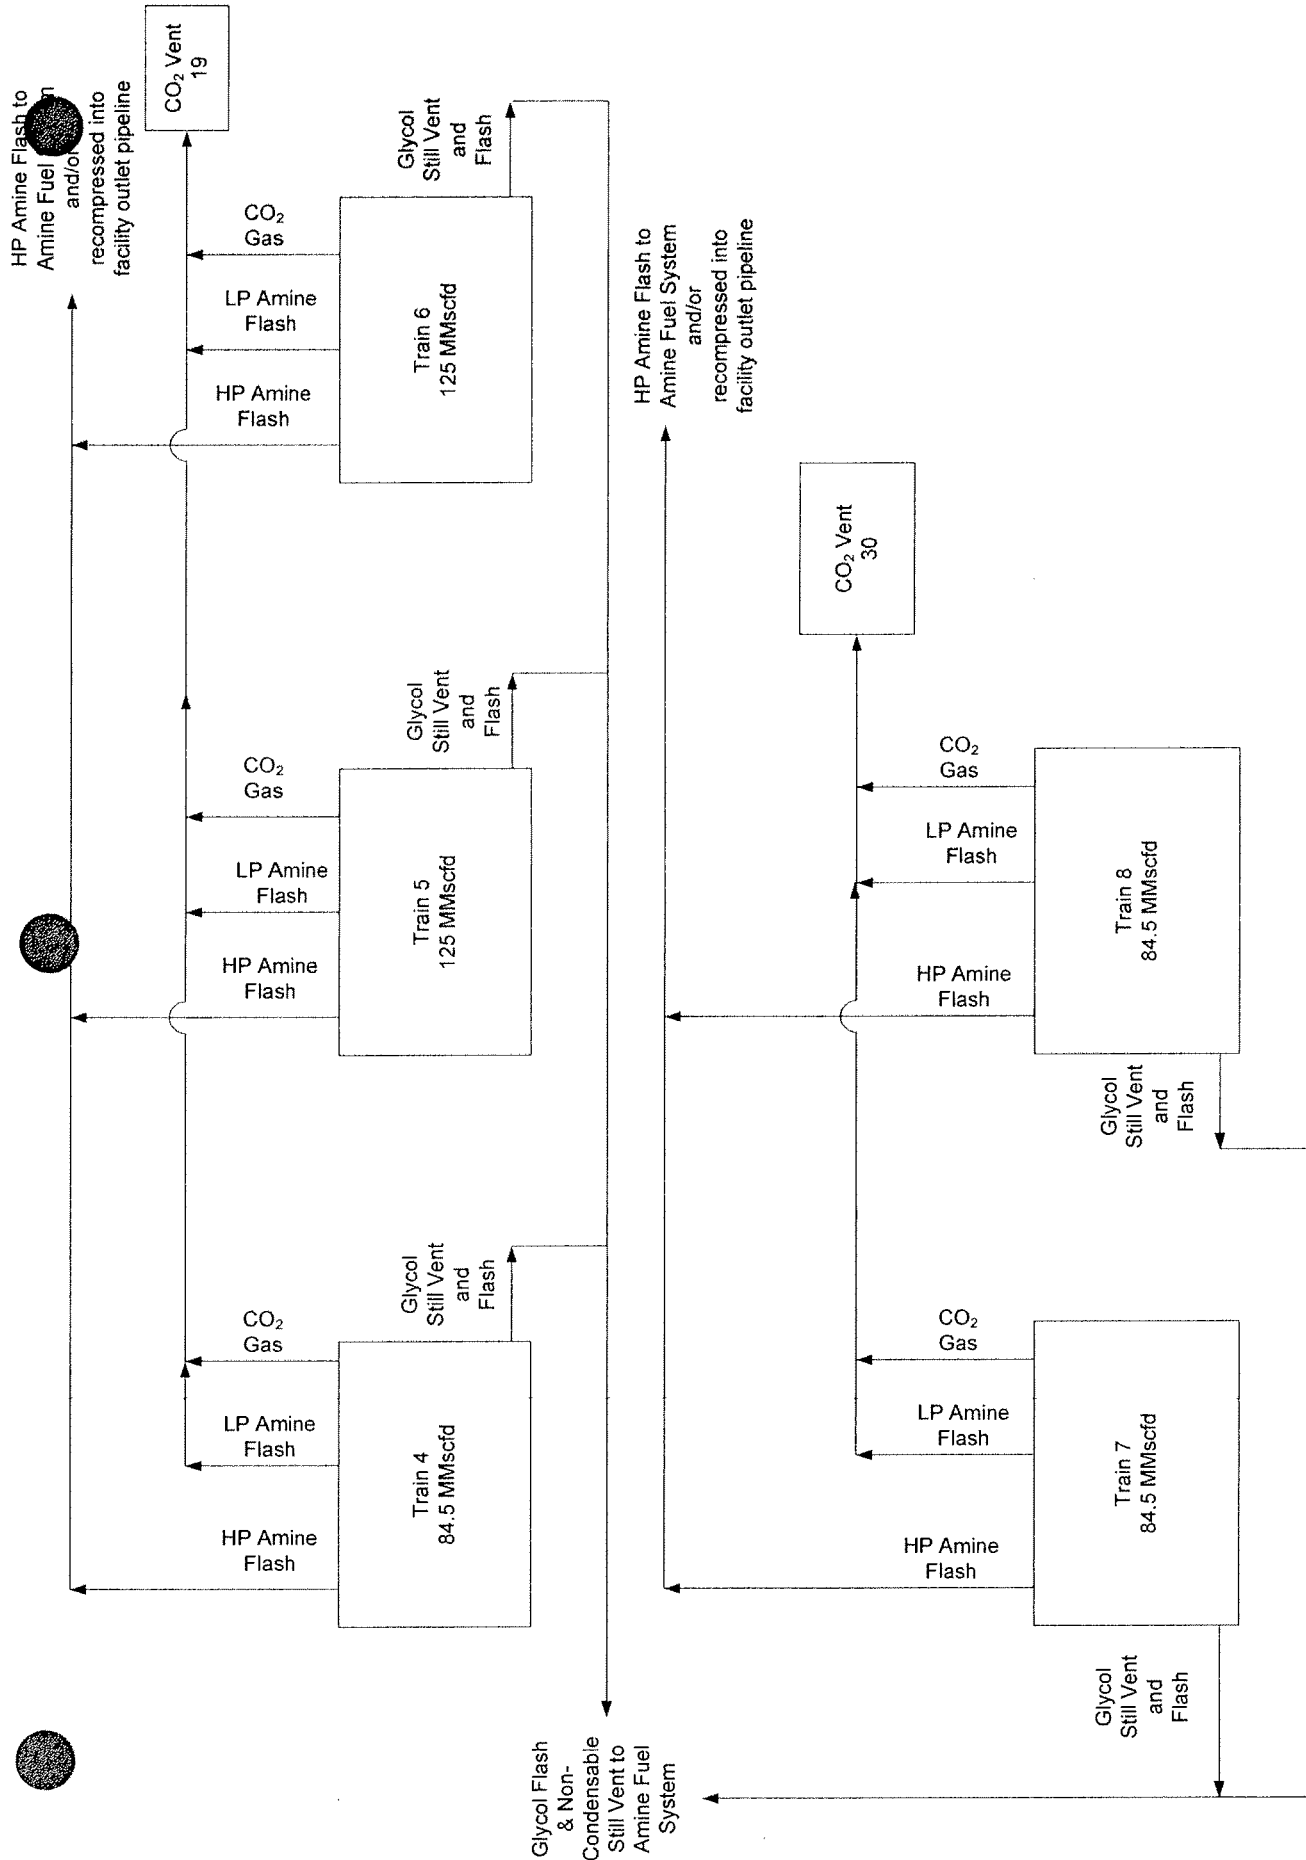 HP Amine Flash to
Amine Fuel
and/or
recompressed into
facility outlet pipeline
CO₂ Vent
19
HP Amine
Flash
LP Amine
Flash
CO₂
Gas
Train 4
84.5 MMscfd
Glycol
Still Vent
and
Flash
HP Amine
Flash
LP Amine
Flash
CO₂
Gas
Train 5
125 MMscfd
Glycol
Still Vent
and
Flash
HP Amine
Flash
LP Amine
Flash
CO₂
Gas
Train 6
125 MMscfd
Glycol
Still Vent
and
Flash
Glycol Flash
& Non-
Condensable
Still Vent to
Amine Fuel
System
HP Amine Flash to
Amine Fuel System
and/or
recompressed into
facility outlet pipeline
CO₂ Vent
30
HP Amine
Flash
LP Amine
Flash
CO₂
Gas
Train 7
84.5 MMscfd
Glycol
Still Vent
and
Flash
HP Amine
Flash
LP Amine
Flash
CO₂
Gas
Train 8
84.5 MMscfd
Glycol
Still Vent
and
Flash